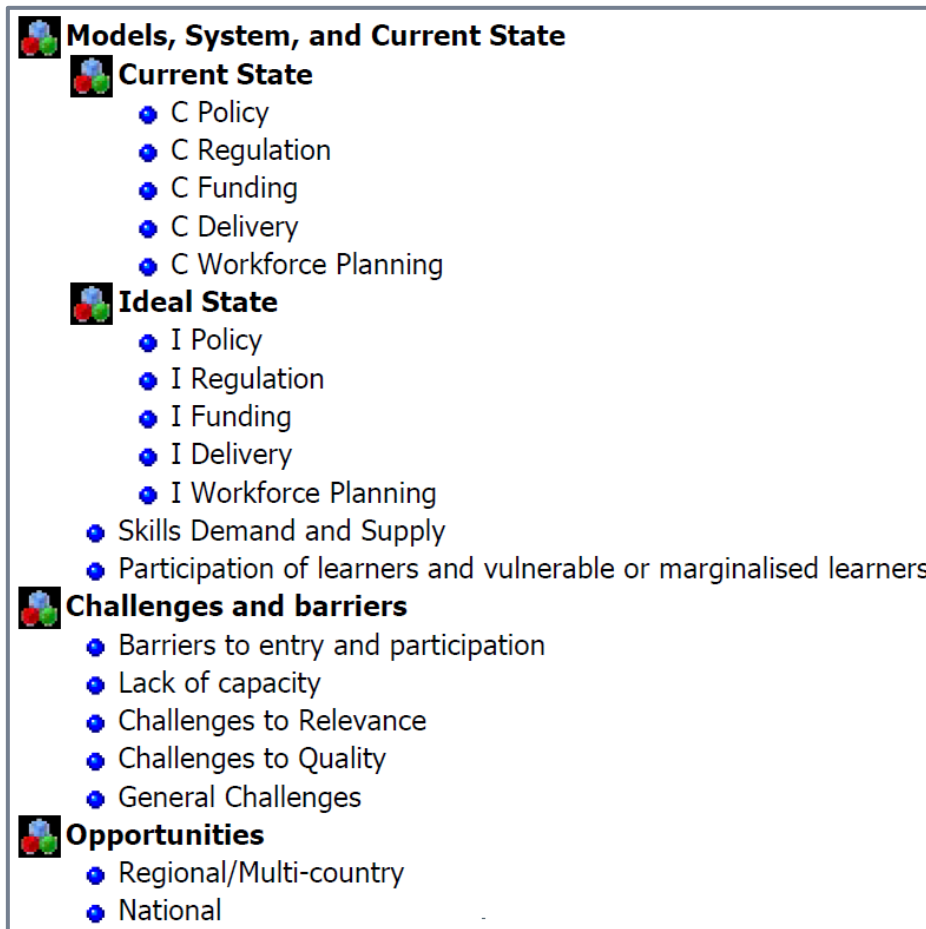 Models, System, and Current State
Current State
C Policy
C Regulation
C Funding
C Delivery
C Workforce Planning
Ideal State
I Policy
I Regulation
I Funding
I Delivery
I Workforce Planning
Skills Demand and Supply
Participation of learners and vulnerable or marginalised learners
Challenges and barriers
Barriers to entry and participation
Lack of capacity
Challenges to Relevance
Challenges to Quality
General Challenges
Opportunities
Regional/Multi-country
National